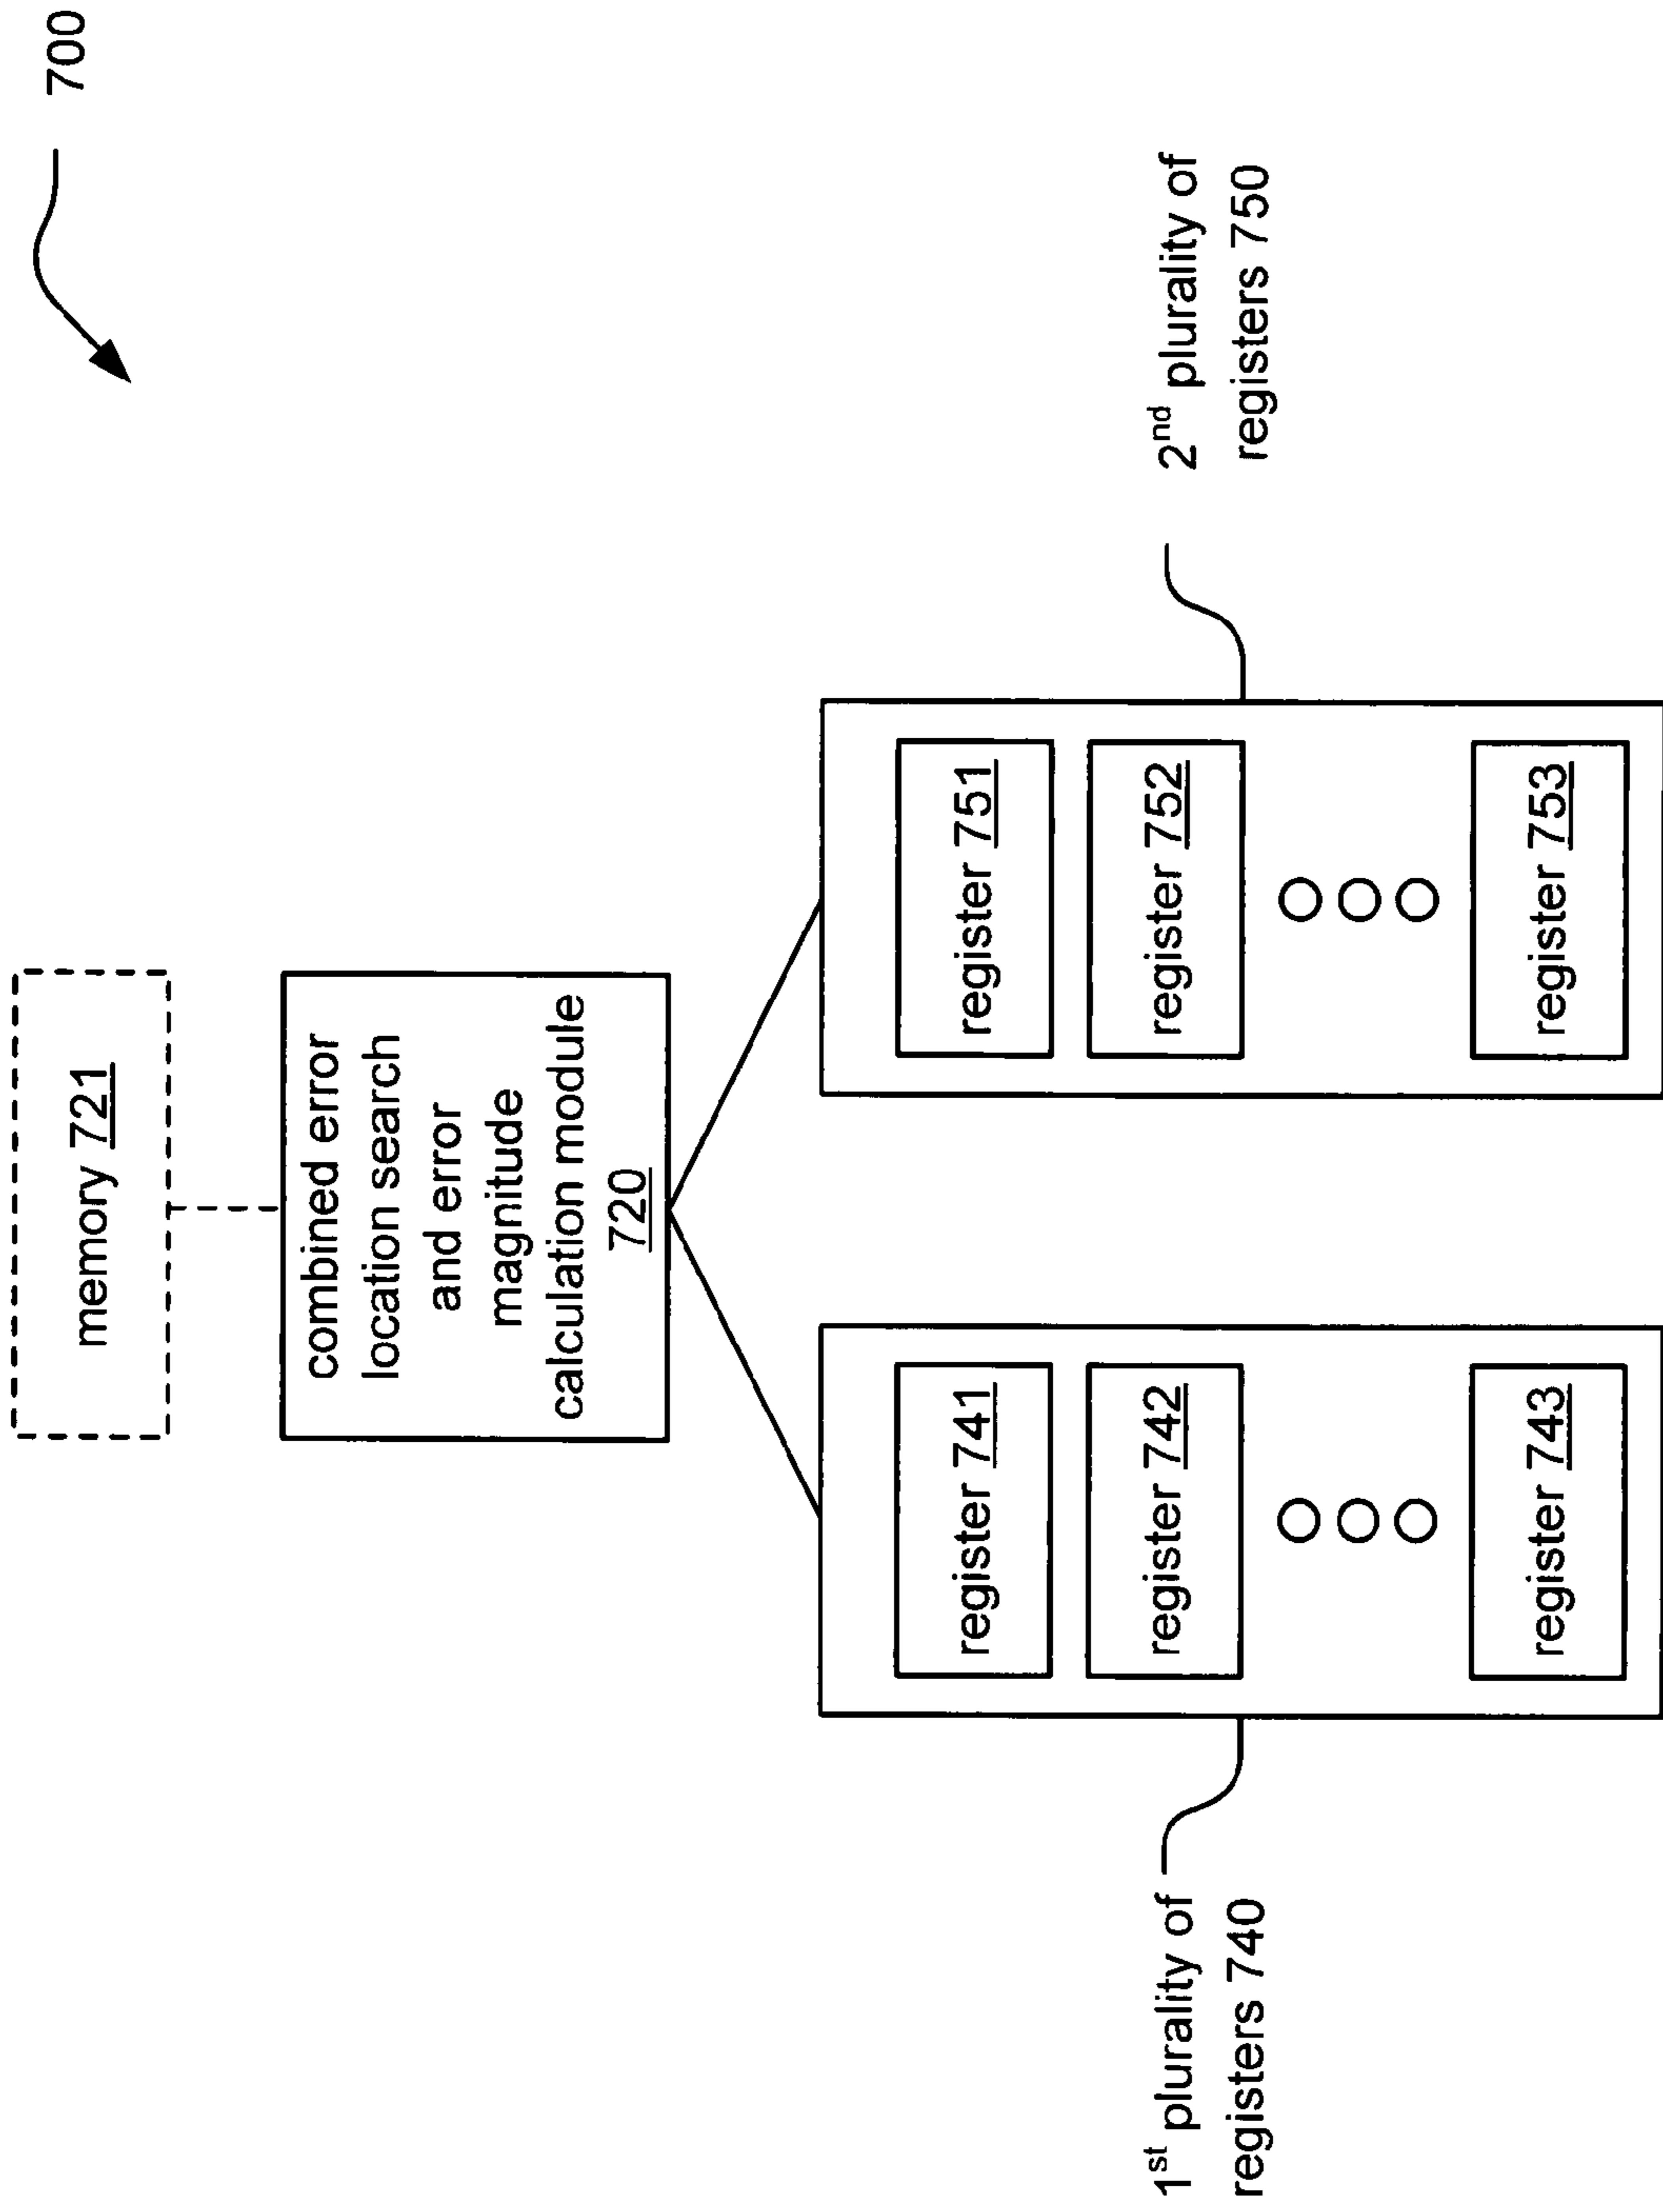 700
memory 721
combined error
location search
and error
magnitude
calculation module
720
1st plurality of
registers 740
register 741
register 742
register 743
2nd plurality of
registers 750
register 751
register 752
register 753